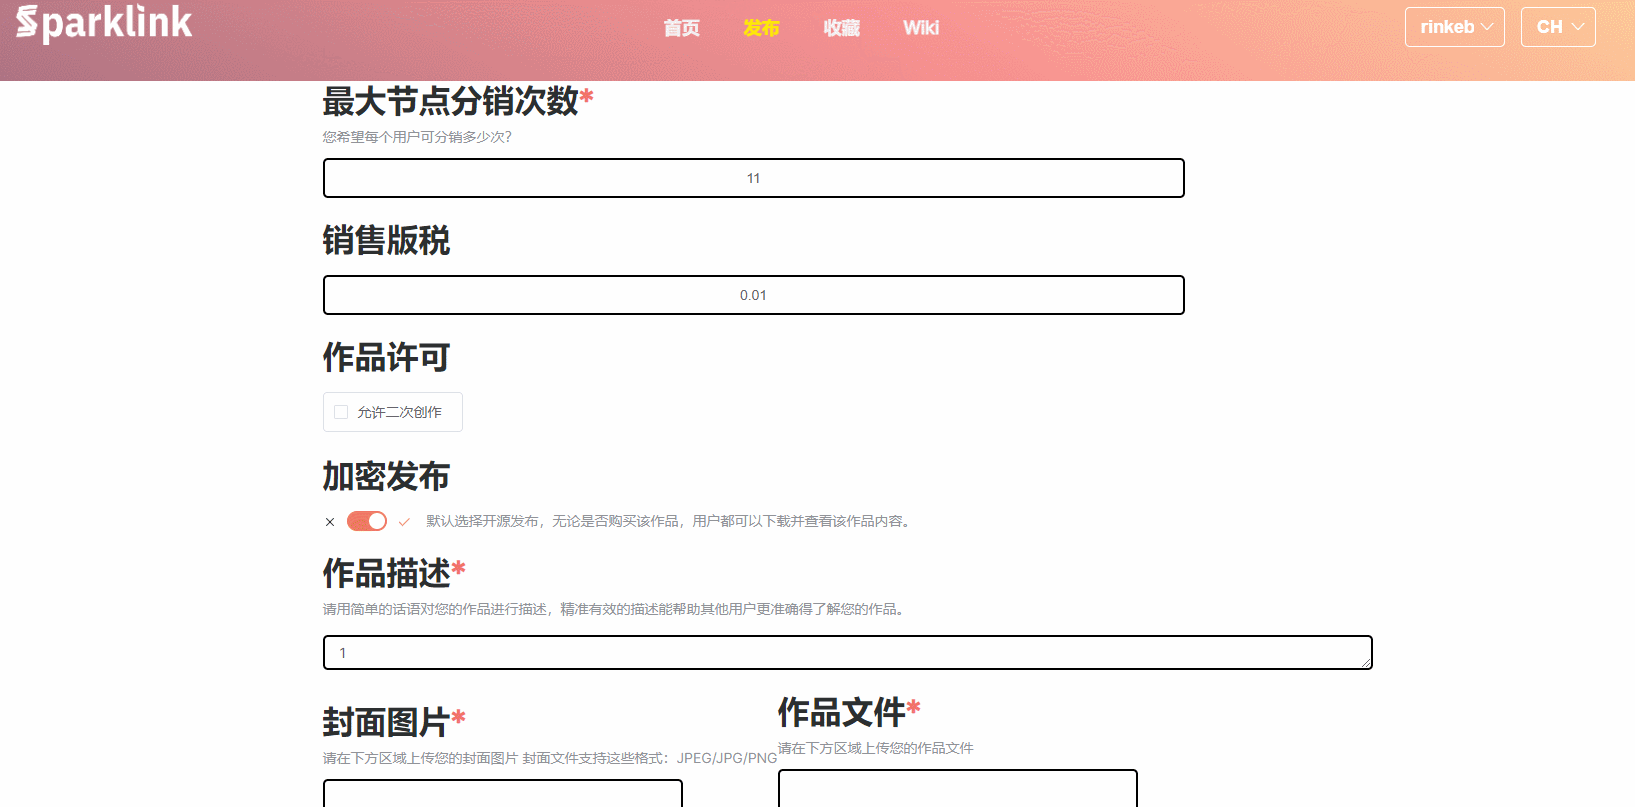 Sparklink
首页 发布 收藏 Wiki
rinkeb CH
最大节点分销次数*
您希望每个用户可分销多少次？
11
销售版税
0.01
作品许可
允许二次创作
加密发布
默认选择开源发布，无论是否购买该作品，用户都可以下载并查看该作品内容。
作品描述*
请用简单的话语对您的作品进行描述，精准有效的描述能帮助其他用户更准确得了解您的作品。
1
封面图片*
请在下方区域上传您的封面图片 封面文件支持这些格式：JPEG/JPG/PNG
作品文件*
请在下方区域上传您的作品文件